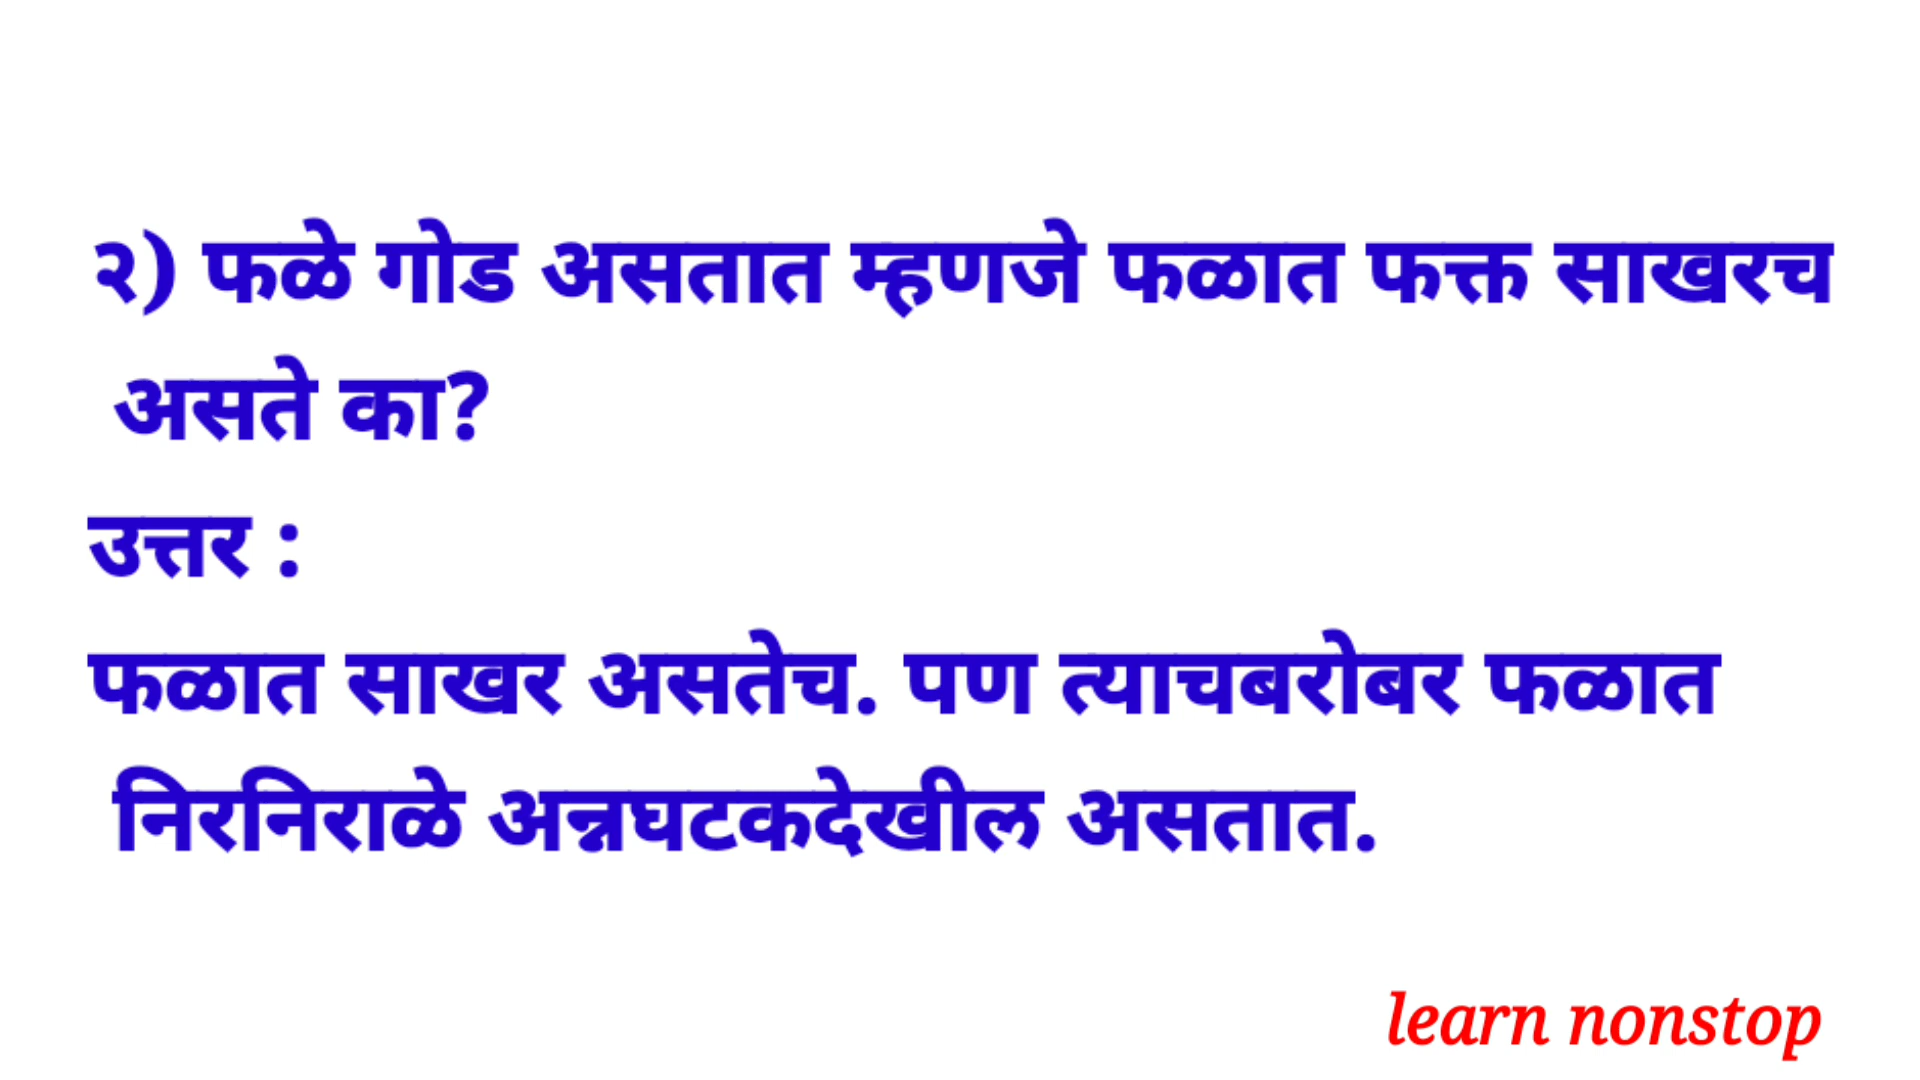 २) फळे गोड असतात म्हणजे फळात फक्त साखरच
असते का?
उत्तर :
फळात साखर असतेच. पण त्याचबरोबर फळात
निरनिराळे अन्नघटकदेखील असतात.
learn nonstop